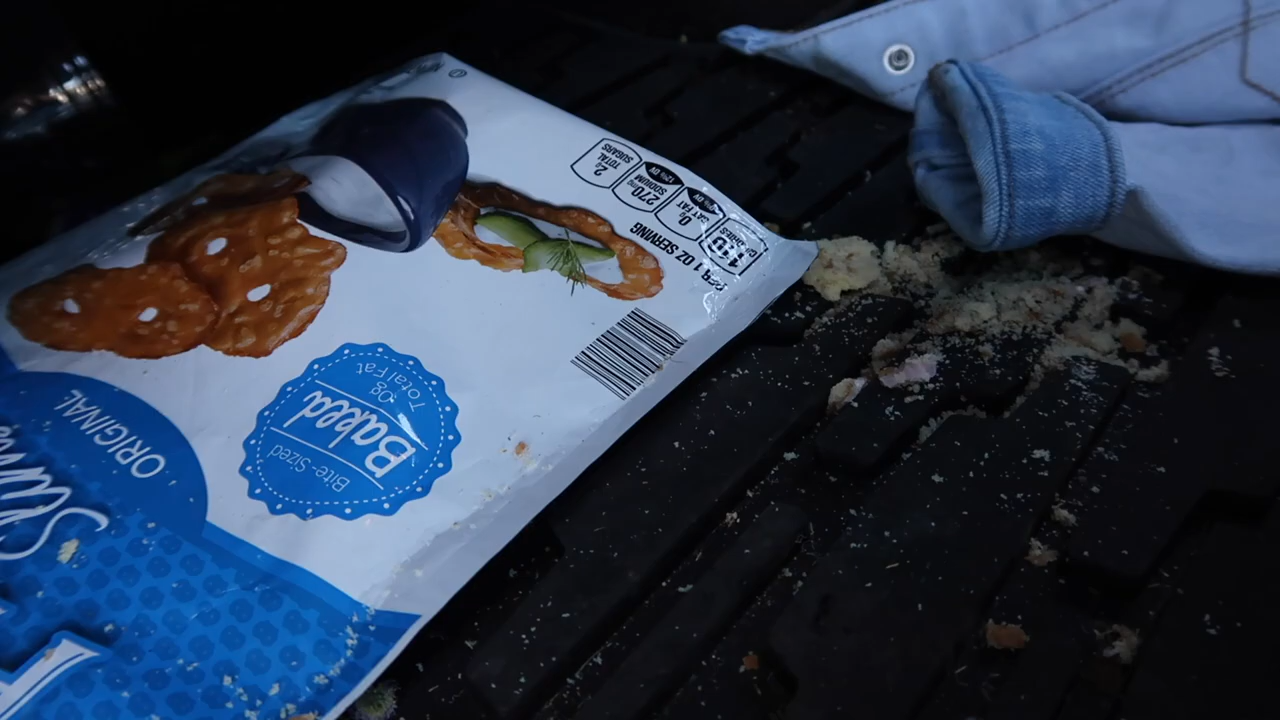 PER 1 OZ SERVING
110
CALORIES
0g
SAT FAT
0% DV
270mg
SODIUM
12% DV
2g
TOTAL
SUGARS
Bite-Sized
Baked
0g
Total Fat
ORIGINAL